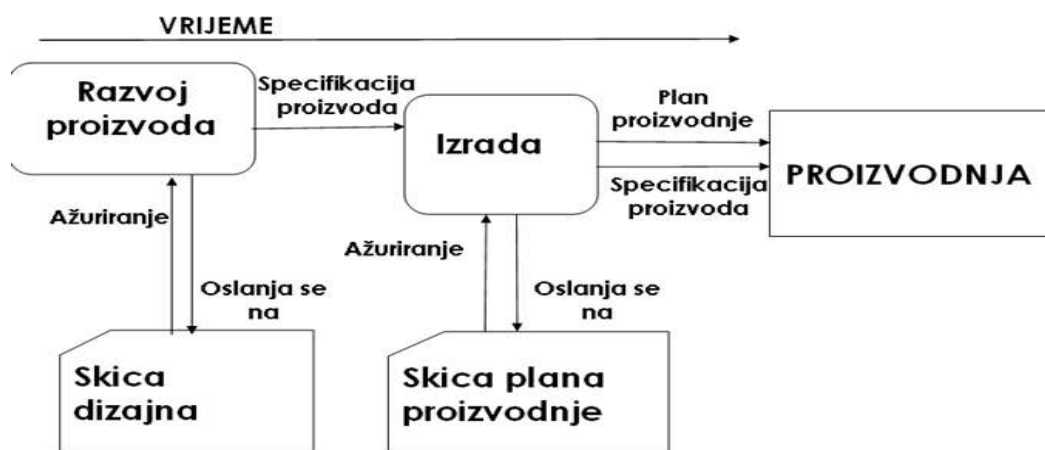 VRIJEME
Razvoj
proizvoda
Specifikacija
proizvoda
Izrada
Plan
proizvodnje
Specifikacija
proizvoda
PROIZVODNJA
Ažuriranje
Oslanja se
na
Ažuriranje
Oslanja se
na
Skica
dizajna
Skica plana
proizvodnje